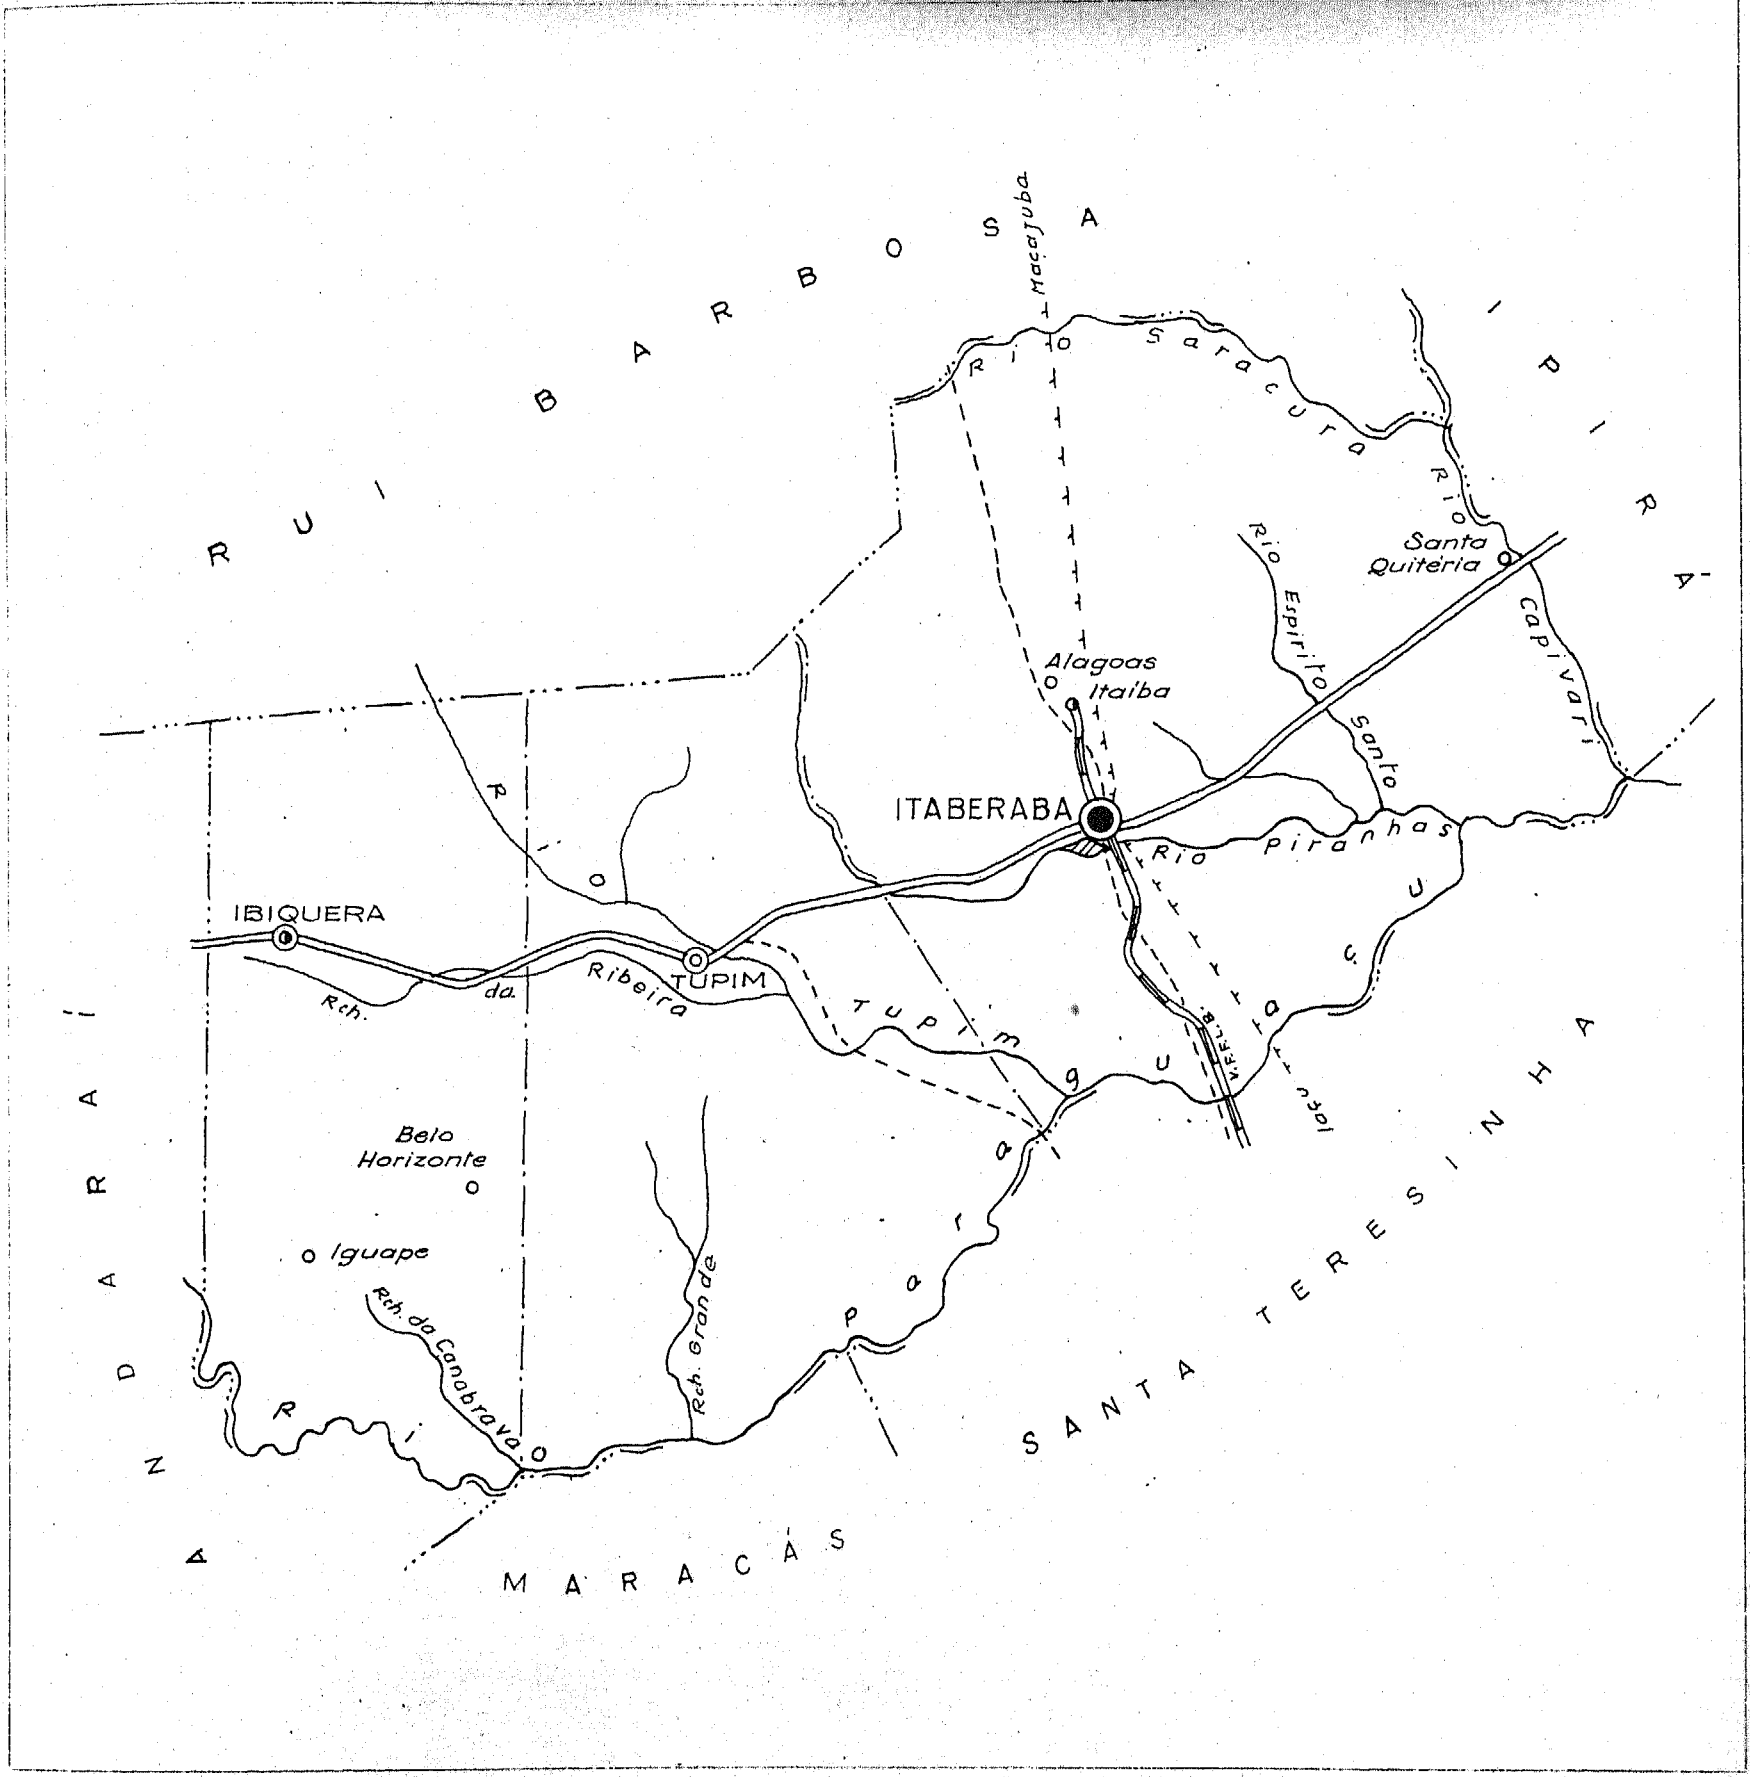 RUI BARBOSA
Macajuba
IPIRÁ
Rio Saracura
Rio Capivari
Santa
Quitéria
Rio Espirito Santo
Alagoas
Itaíba
ITABERABA
Rio Piranhas
IBIQUERA
TUPIM
Rio Tupim
Rch. da Ribeira
V.F.F.L.B.
Iaçu
Belo
Horizonte
Iguape
Rch. da Canabrava
Rch. Grande
Rio Paraguaçu
ANDARAÍ
MARACÁS
SANTA TERESINHA